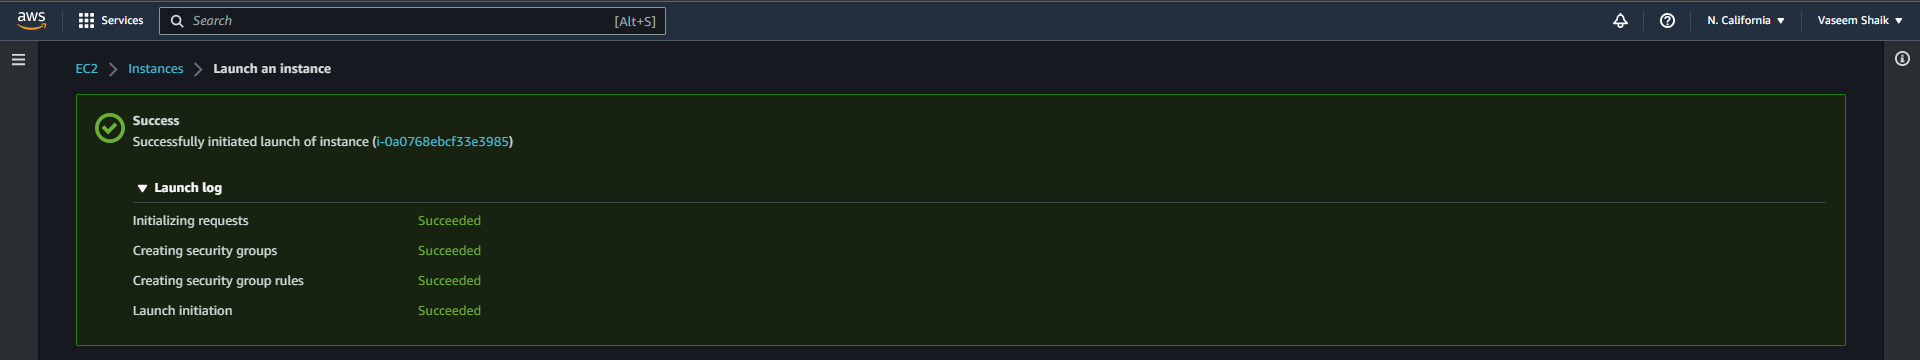 aws Services Search [Alt+S] N. California Vaseem Shaik
EC2 Instances Launch an instance
Success
Successfully initiated launch of instance (i-0a0768ebcf33e3985)
Launch log
Initializing requests Succeeded
Creating security groups Succeeded
Creating security group rules Succeeded
Launch initiation Succeeded